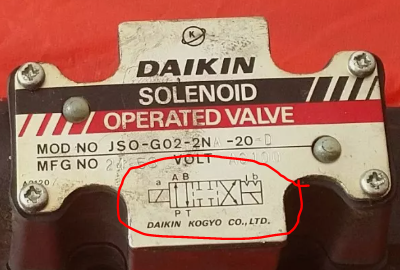 K
DAIKIN
SOLENOID
OPERATED VALVE
MOD NO JSO-G02-2N -20
MFG NO VOLT
a A B b
P T
DAIKIN KOGYO CO., LTD.